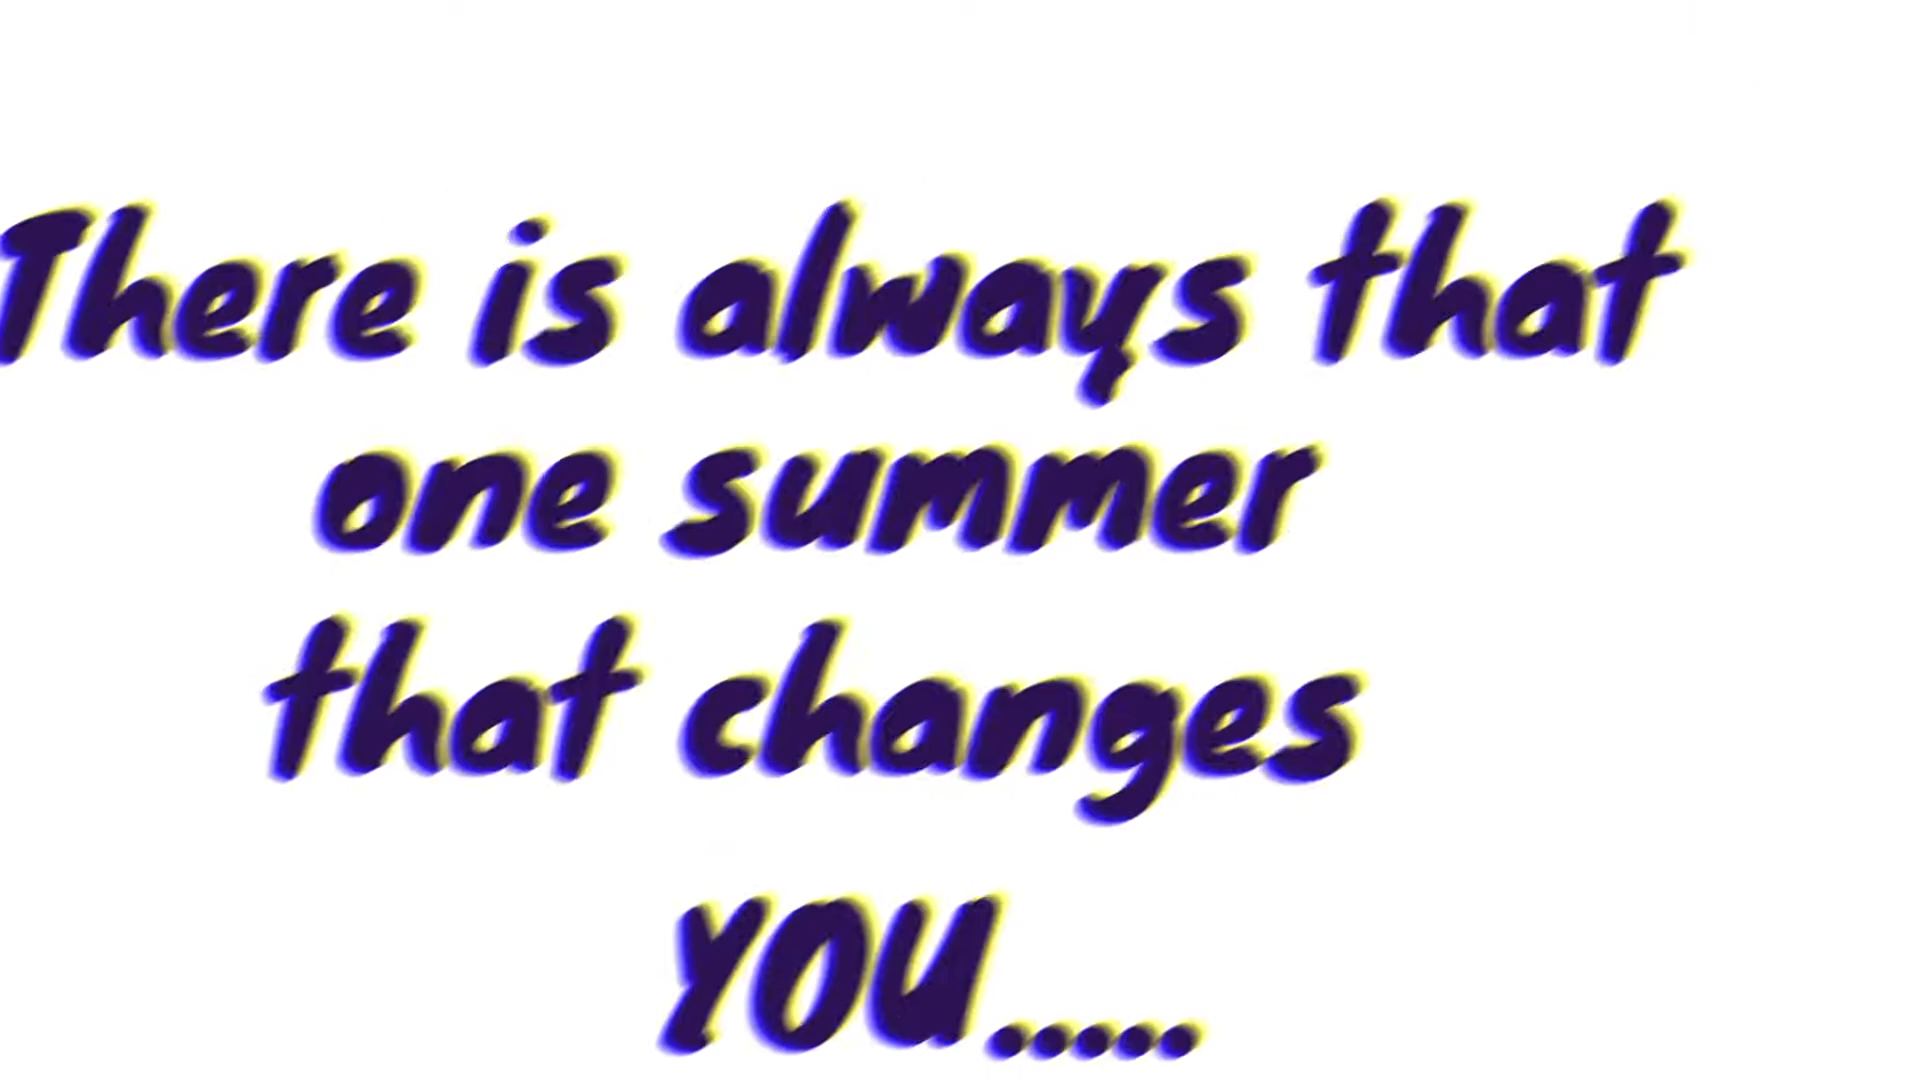 There is always that
one summer
that changes
YOU.....